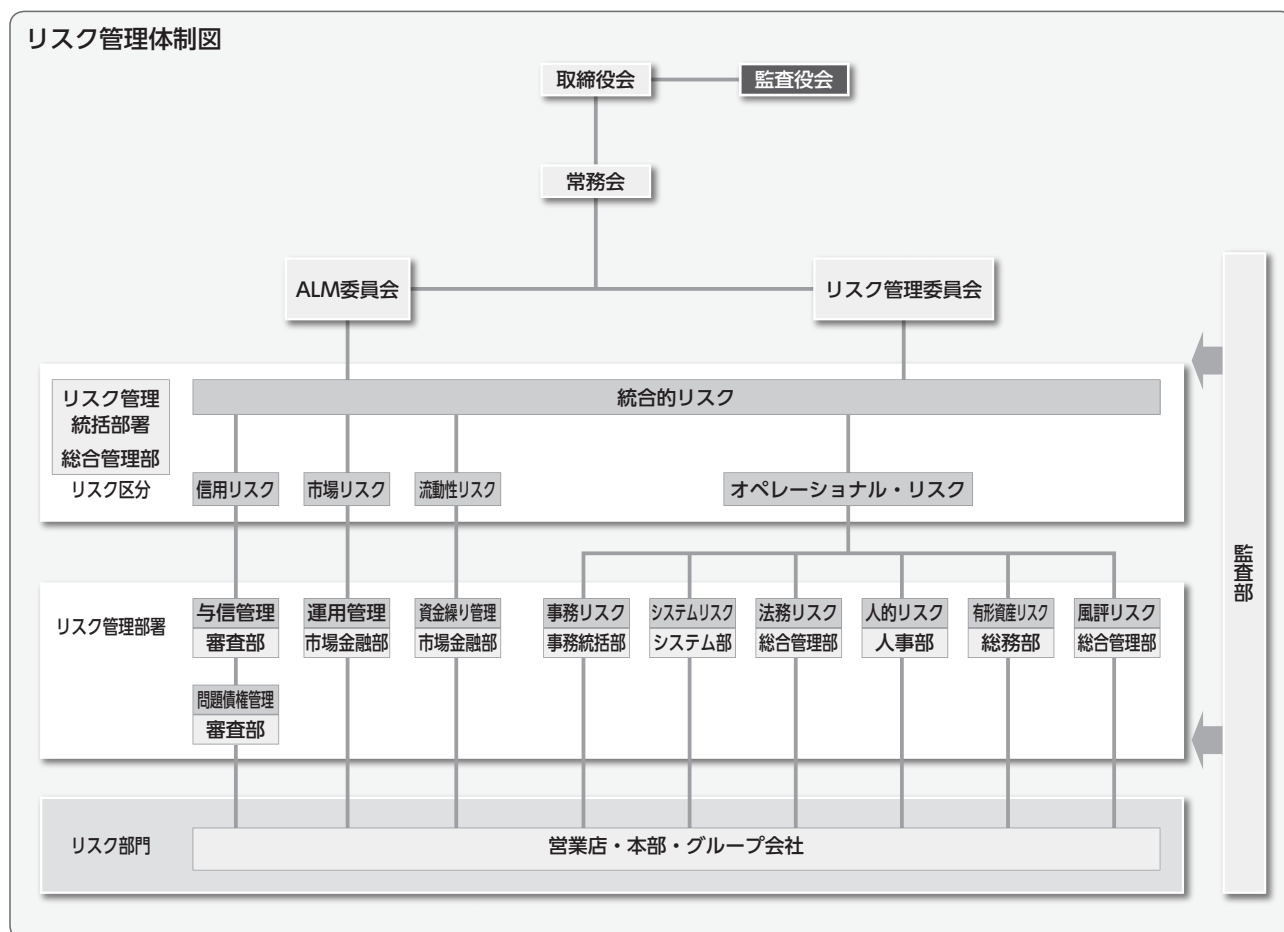 リスク管理体制図
取締役会
監査役会
常務会
ALM委員会
リスク管理委員会
リスク管理
統括部署
総合管理部
統合的リスク
リスク区分
信用リスク
市場リスク
流動性リスク
オペレーショナル・リスク
監査部
リスク管理部署
与信管理
審査部
運用管理
市場金融部
資金繰り管理
市場金融部
事務リスク
事務統括部
システムリスク
システム部
法務リスク
総合管理部
人的リスク
人事部
有形資産リスク
総務部
風評リスク
総合管理部
問題債権管理
審査部
リスク部門
営業店・本部・グループ会社